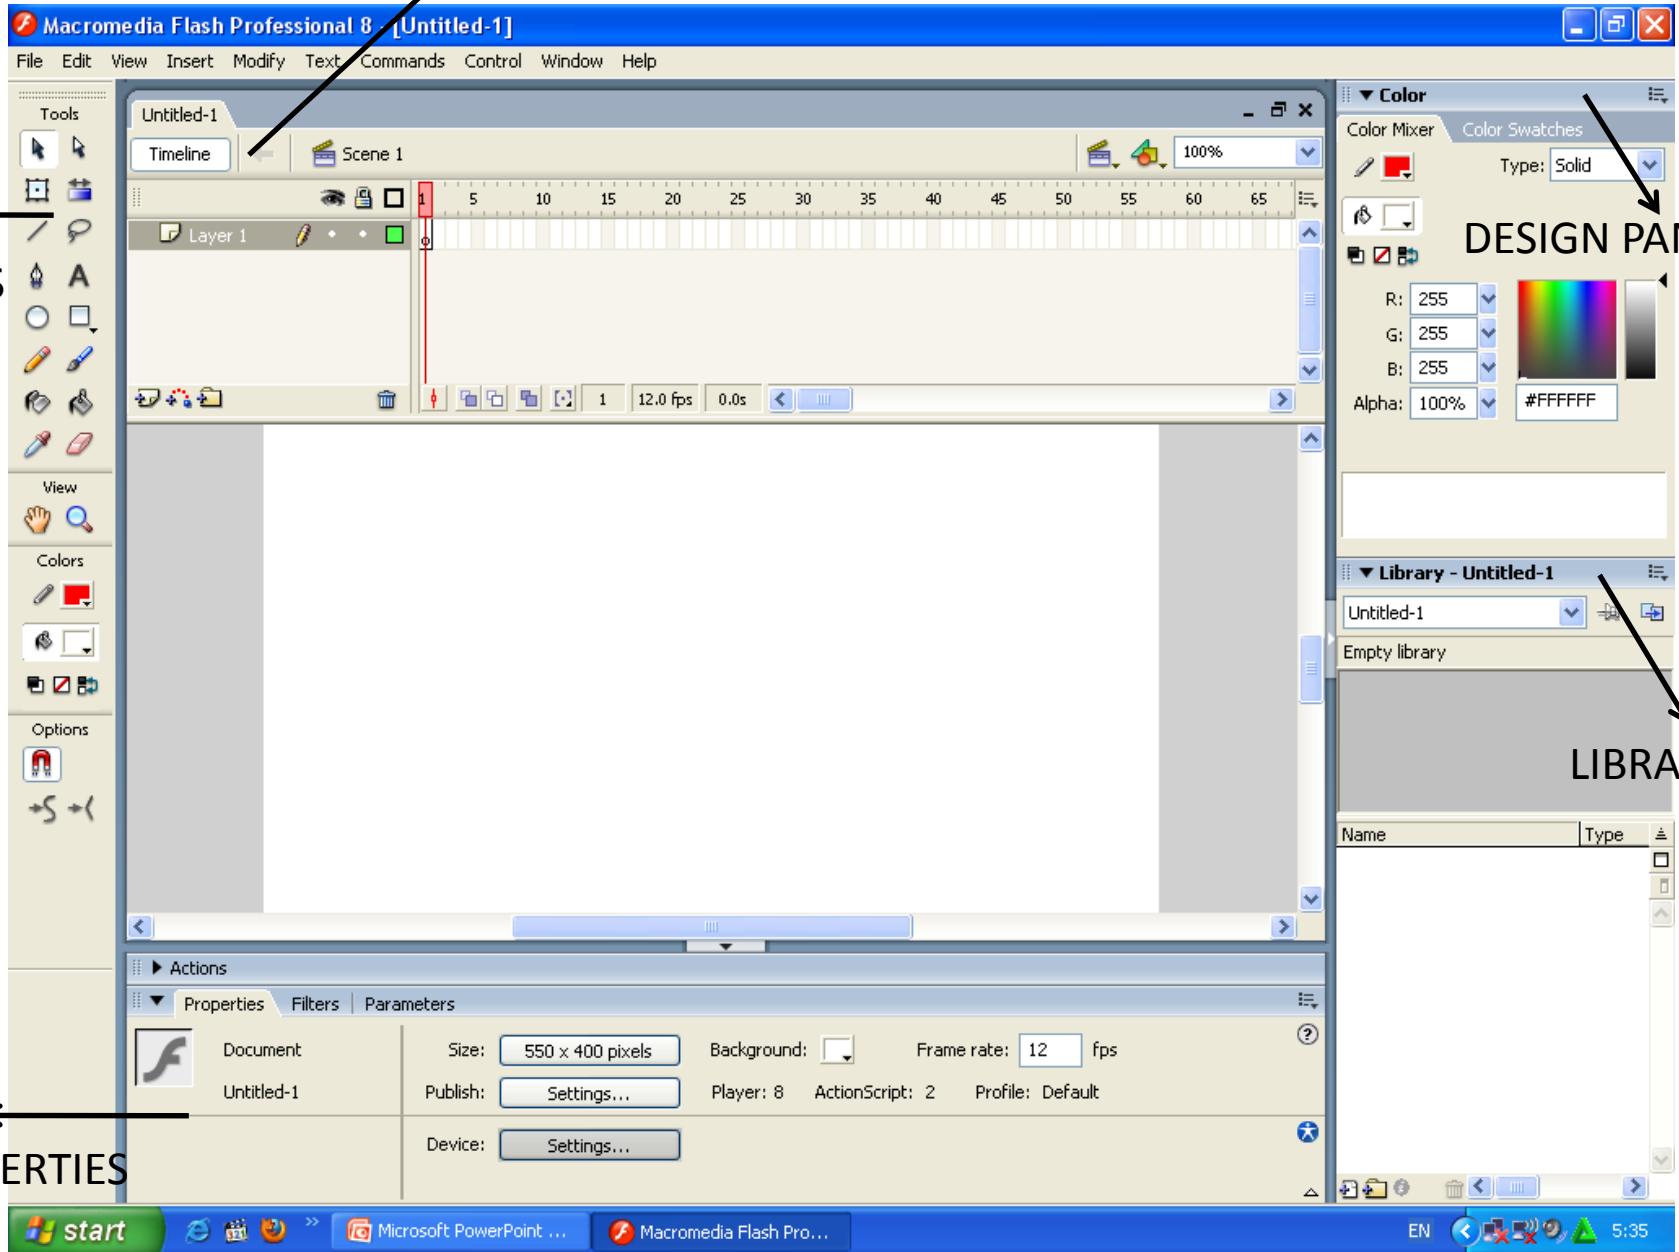 Macromedia Flash Professional 8 - [Untitled-1]
File Edit View Insert Modify Text Commands Control Window Help
Tools
Untitled-1
Timeline
Scene 1
100%
1 5 10 15 20 25 30 35 40 45 50 55 60 65
Layer 1
1 12.0 fps 0.0s
View
Colors
Options
Color
Color Mixer Color Swatches
Type: Solid
DESIGN PAN
R: 255
G: 255
B: 255
Alpha: 100% #FFFFFF
Library - Untitled-1
Untitled-1
Empty library
LIBRA
Name Type
Actions
Properties Filters Parameters
Document
Untitled-1
Size: 550 x 400 pixels Background: Frame rate: 12 fps
Publish: Settings... Player: 8 ActionScript: 2 Profile: Default
Device: Settings...
ERTIES
S
start
Microsoft PowerPoint ...
Macromedia Flash Pro...
EN 5:35